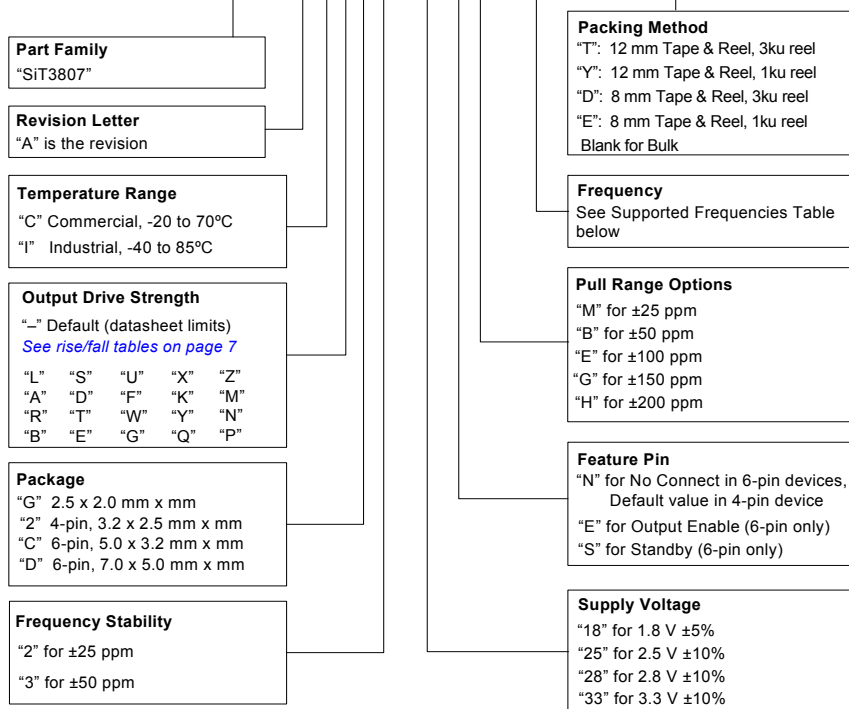 Part Family
“SiT3807”
Revision Letter
“A” is the revision
Temperature Range
“C” Commercial, -20 to 70ºC
“I” Industrial, -40 to 85ºC
Output Drive Strength
“–” Default (datasheet limits)
See rise/fall tables on page 7
“L” “S” “U” “X” “Z”
“A” “D” “F” “K” “M”
“R” “T” “W” “Y” “N”
“B” “E” “G” “Q” “P”
Package
“G” 2.5 x 2.0 mm x mm
“2” 4-pin, 3.2 x 2.5 mm x mm
“C” 6-pin, 5.0 x 3.2 mm x mm
“D” 6-pin, 7.0 x 5.0 mm x mm
Frequency Stability
“2” for ±25 ppm
“3” for ±50 ppm
Packing Method
“T”: 12 mm Tape & Reel, 3ku reel
“Y”: 12 mm Tape & Reel, 1ku reel
“D”: 8 mm Tape & Reel, 3ku reel
“E”: 8 mm Tape & Reel, 1ku reel
Blank for Bulk
Frequency
See Supported Frequencies Table
below
Pull Range Options
“M” for ±25 ppm
“B” for ±50 ppm
“E” for ±100 ppm
“G” for ±150 ppm
“H” for ±200 ppm
Feature Pin
“N” for No Connect in 6-pin devices,
Default value in 4-pin device
“E” for Output Enable (6-pin only)
“S” for Standby (6-pin only)
Supply Voltage
“18” for 1.8 V ±5%
“25” for 2.5 V ±10%
“28” for 2.8 V ±10%
“33” for 3.3 V ±10%